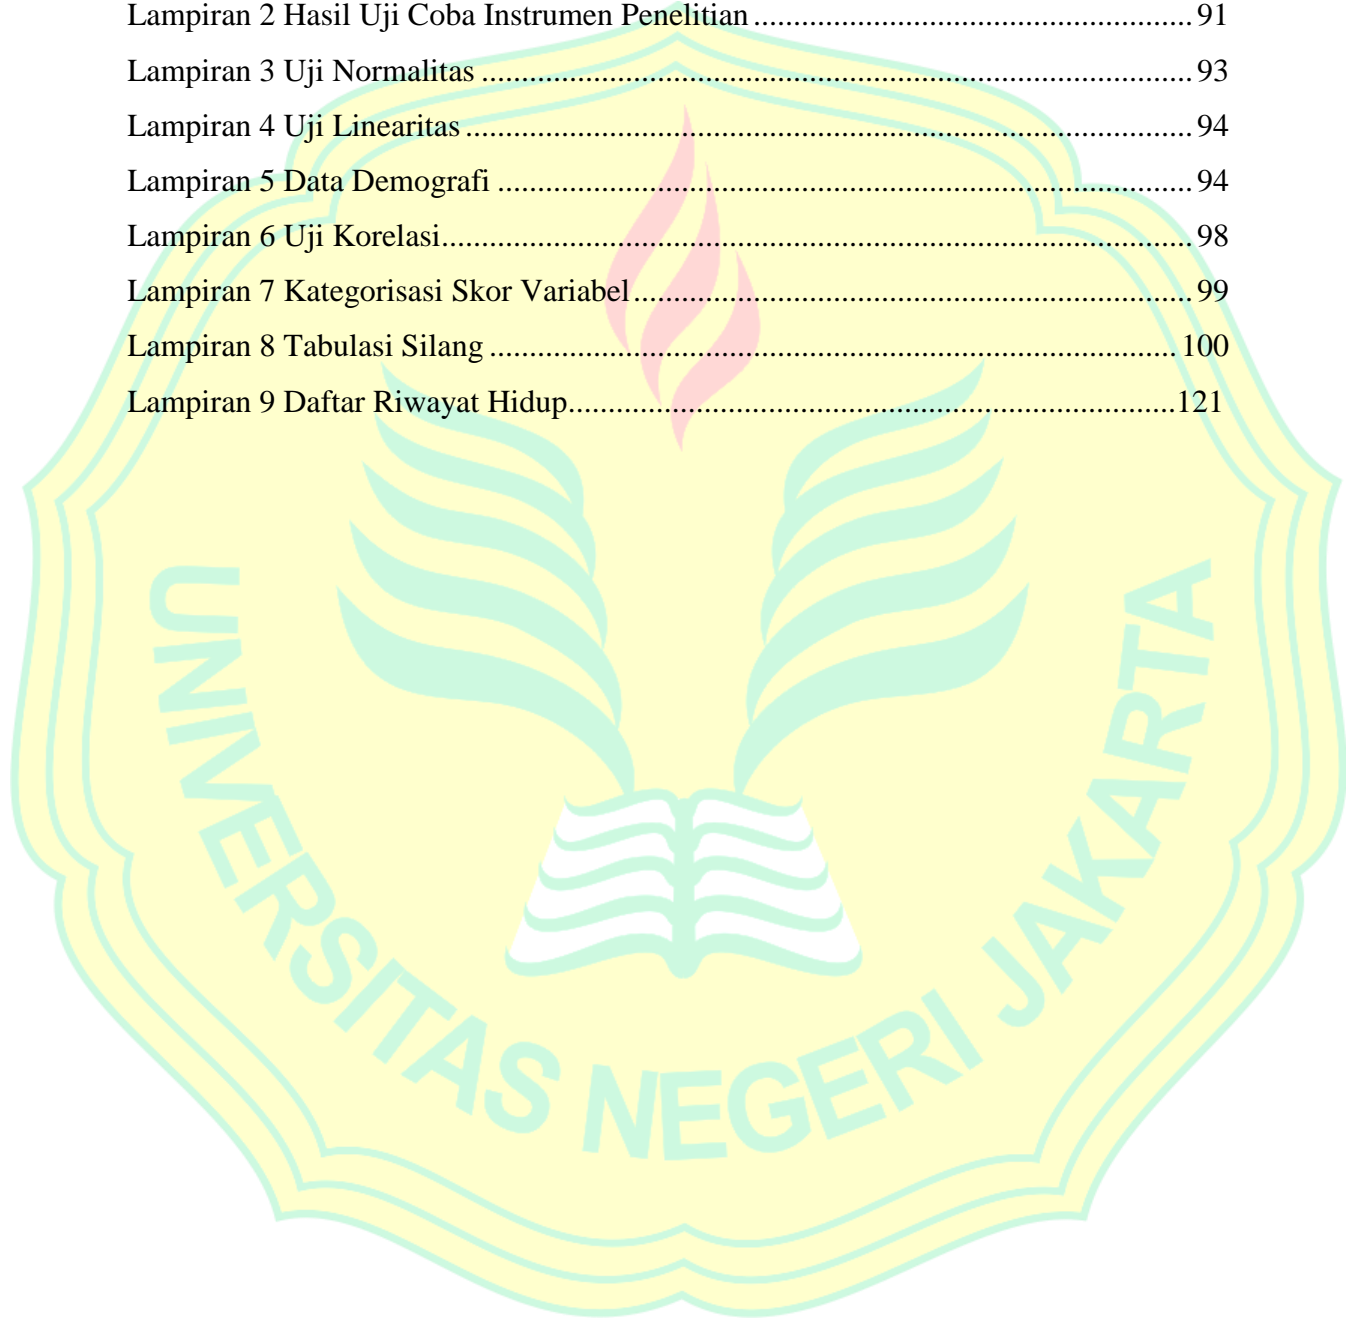 Lampiran 2 Hasil Uji Coba Instrumen Penelitian ....................................................... 91
Lampiran 3 Uji Normalitas ......................................................................................... 93
Lampiran 4 Uji Linearitas ........................................................................................... 94
Lampiran 5 Data Demografi ....................................................................................... 94
Lampiran 6 Uji Korelasi.............................................................................................. 98
Lampiran 7 Kategorisasi Skor Variabel...................................................................... 99
Lampiran 8 Tabulasi Silang ...................................................................................... 100
Lampiran 9 Daftar Riwayat Hidup............................................................................121
UNIVERSITAS NEGERI JAKARTA